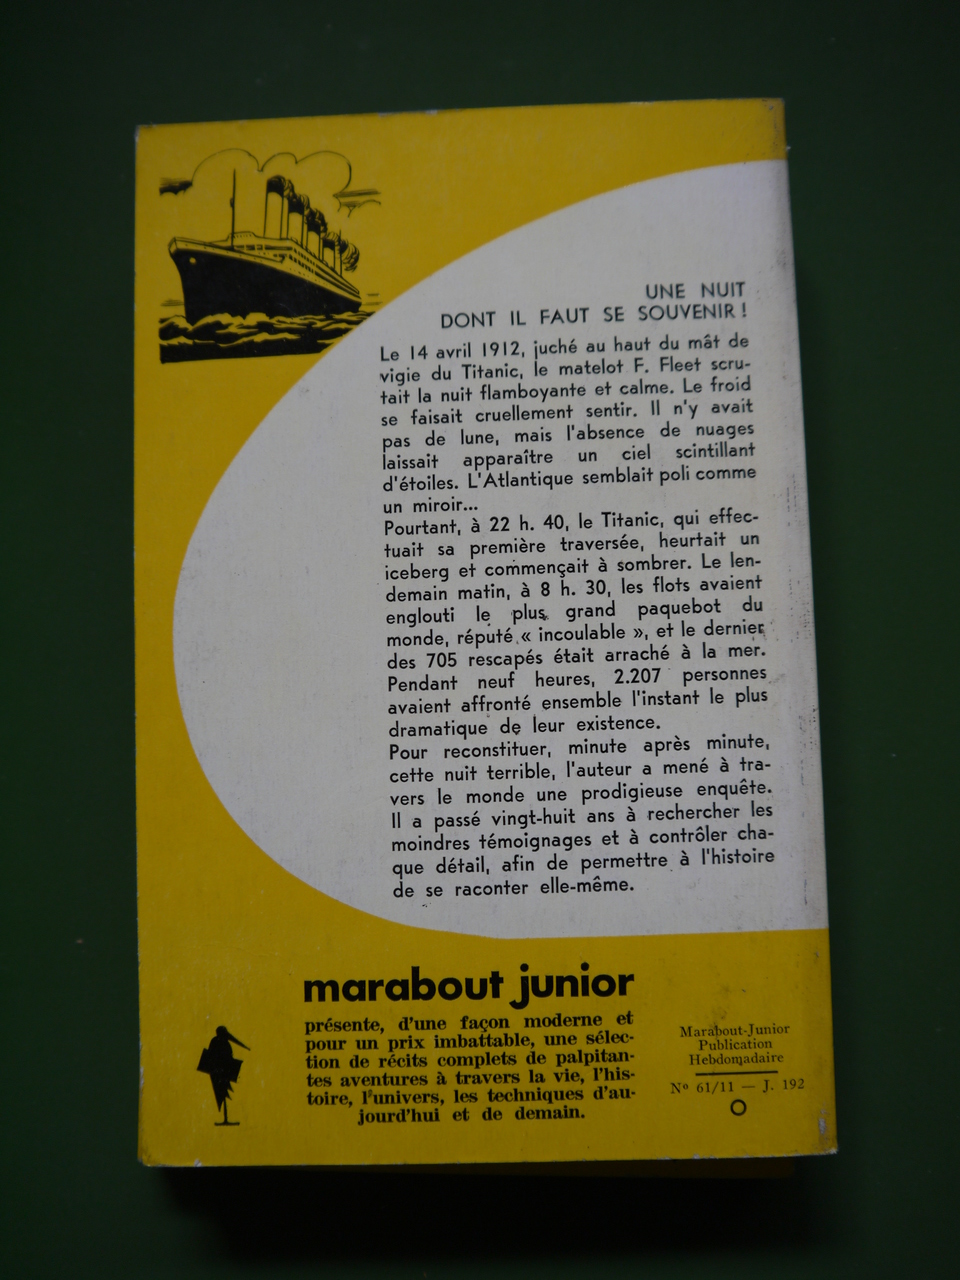 UNE NUIT
DONT IL FAUT SE SOUVENIR !
Le 14 avril 1912, juché au haut du mât de
vigie du Titanic, le matelot F. Fleet scru-
tait la nuit flamboyante et calme. Le froid
se faisait cruellement sentir. Il n'y avait
pas de lune, mais l'absence de nuages
laissait apparaître un ciel scintillant
d'étoiles. L'Atlantique semblait poli comme
un miroir...
Pourtant, à 22 h. 40, le Titanic, qui effec-
tuait sa première traversée, heurtait un
iceberg et commençait à sombrer. Le len-
demain matin, à 8 h. 30, les flots avaient
englouti le plus grand paquebot du
monde, réputé « incoulable », et le dernier
des 705 rescapés était arraché à la mer.
Pendant neuf heures, 2.207 personnes
avaient affronté ensemble l'instant le plus
dramatique de leur existence.
Pour reconstituer, minute après minute,
cette nuit terrible, l'auteur a mené à tra-
vers le monde une prodigieuse enquête.
Il a passé vingt-huit ans à rechercher les
moindres témoignages et à contrôler cha-
que détail, afin de permettre à l'histoire
de se raconter elle-même.
marabout junior
présente, d'une façon moderne et
pour un prix imbattable, une sélec-
tion de récits complets de palpitan-
tes aventures à travers la vie, l'his-
toire, l'univers, les techniques d'au-
jourd'hui et de demain.
Marabout-Junior
Publication
Hebdomadaire
Nº 61/11 — J. 192